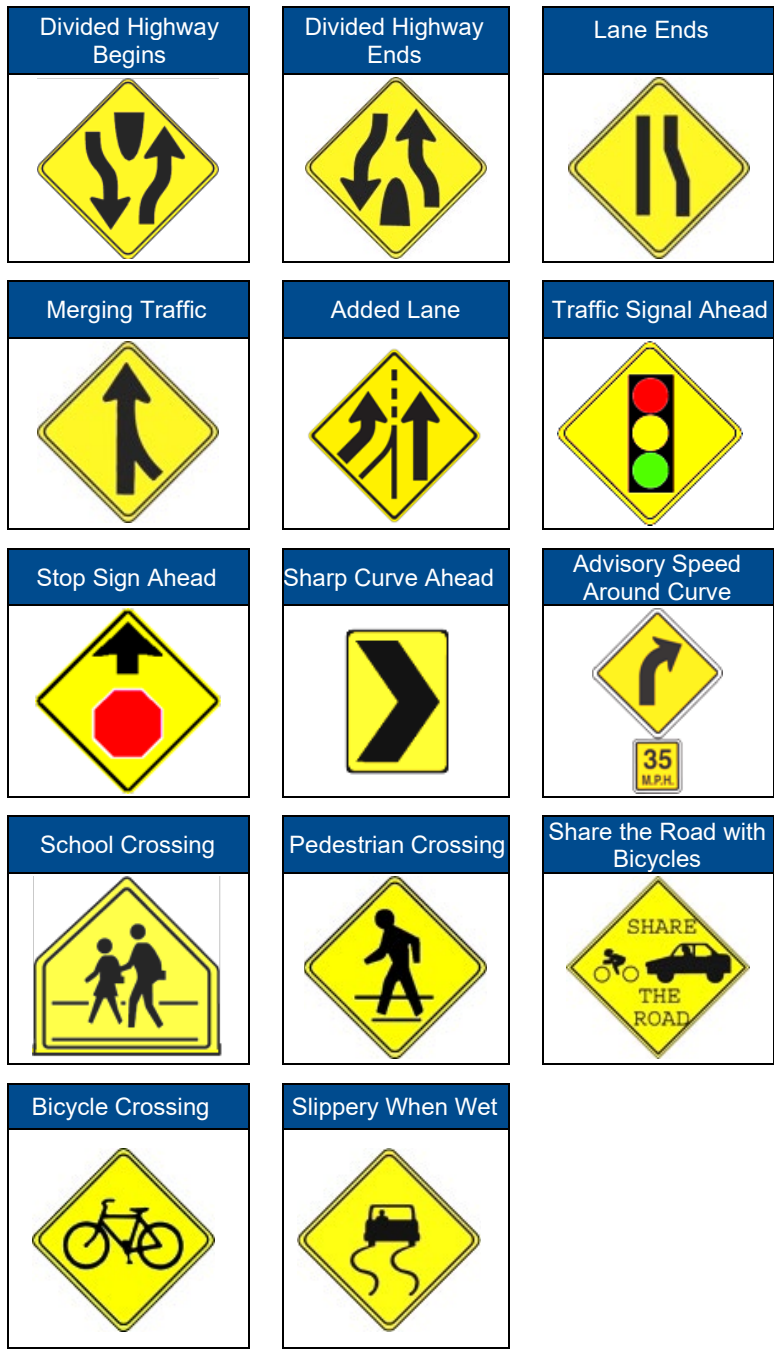 Divided Highway
Begins
Divided Highway
Ends
Lane Ends
Merging Traffic
Added Lane
Traffic Signal Ahead
Stop Sign Ahead
Sharp Curve Ahead
Advisory Speed
Around Curve
35
M.P.H.
School Crossing
Pedestrian Crossing
Share the Road with
Bicycles
SHARE
THE
ROAD
Bicycle Crossing
Slippery When Wet